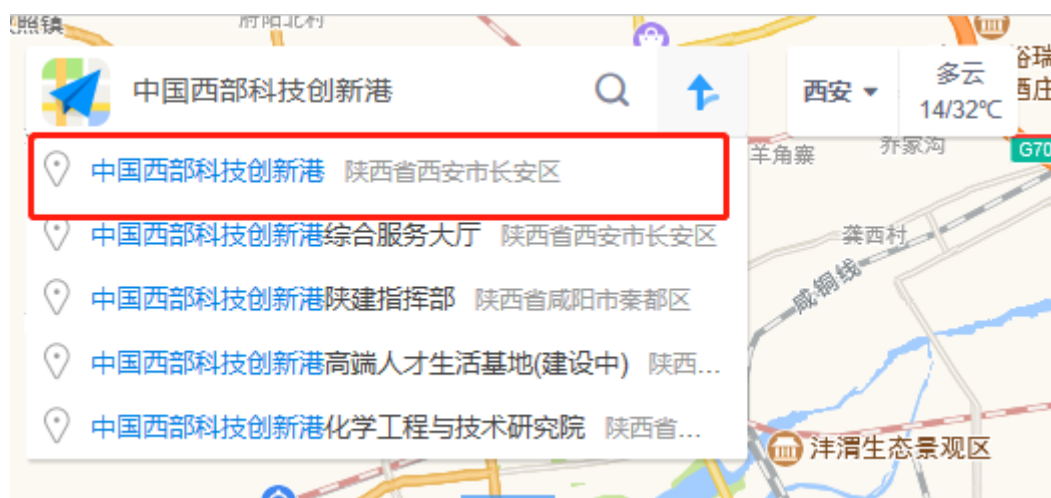 府阳北村
中国西部科技创新港
西安
多云
14/32℃
中国西部科技创新港 陕西省西安市长安区
中国西部科技创新港综合服务大厅 陕西省西安市长安区
中国西部科技创新港陕建指挥部 陕西省咸阳市秦都区
中国西部科技创新港高端人才生活基地(建设中) 陕西...
中国西部科技创新港化学工程与技术研究院 陕西省...
羊角寨
乔家沟
G70
龚西村
咸铜线
沣渭生态景观区